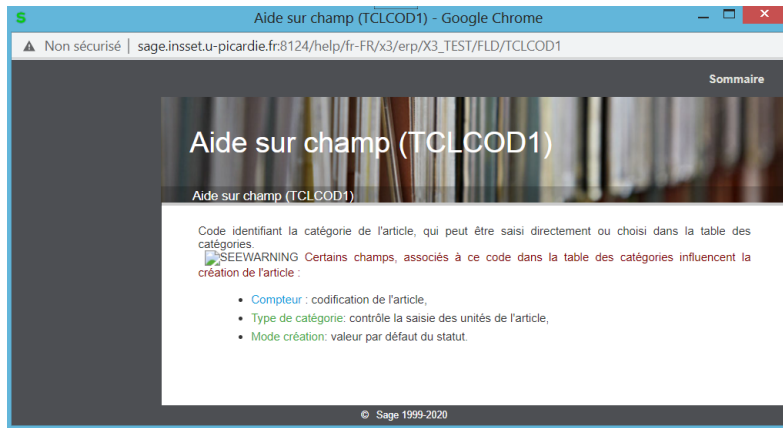 S
Aide sur champ (TCLCOD1) - Google Chrome
Non sécurisé | sage.insset.u-picardie.fr:8124/help/fr-FR/x3/erp/X3_TEST/FLD/TCLCOD1
Sommaire
Aide sur champ (TCLCOD1)
Aide sur champ (TCLCOD1)
Code identifiant la catégorie de l'article, qui peut être saisi directement ou choisi dans la table des
catégories.
SEEWARNING Certains champs, associés à ce code dans la table des catégories influencent la
création de l'article :
• Compteur : codification de l'article,
• Type de catégorie: contrôle la saisie des unités de l'article,
• Mode création: valeur par défaut du statut.
© Sage 1999-2020